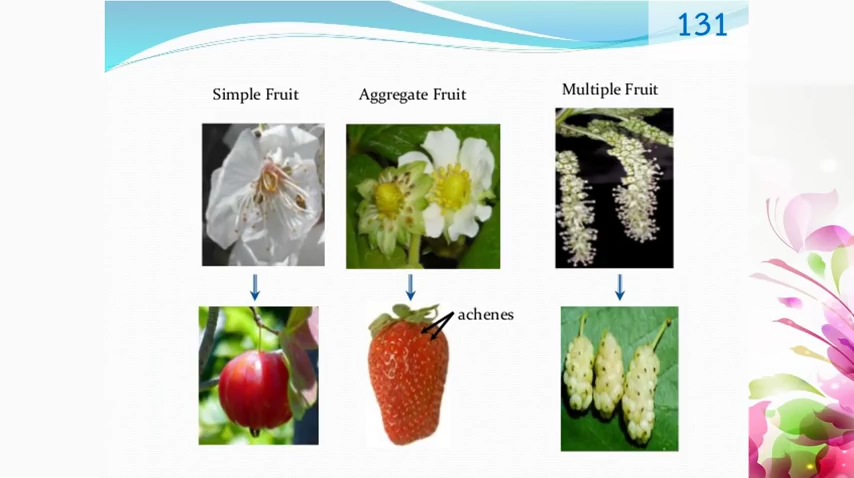 131
Simple Fruit
Aggregate Fruit
Multiple Fruit
achenes